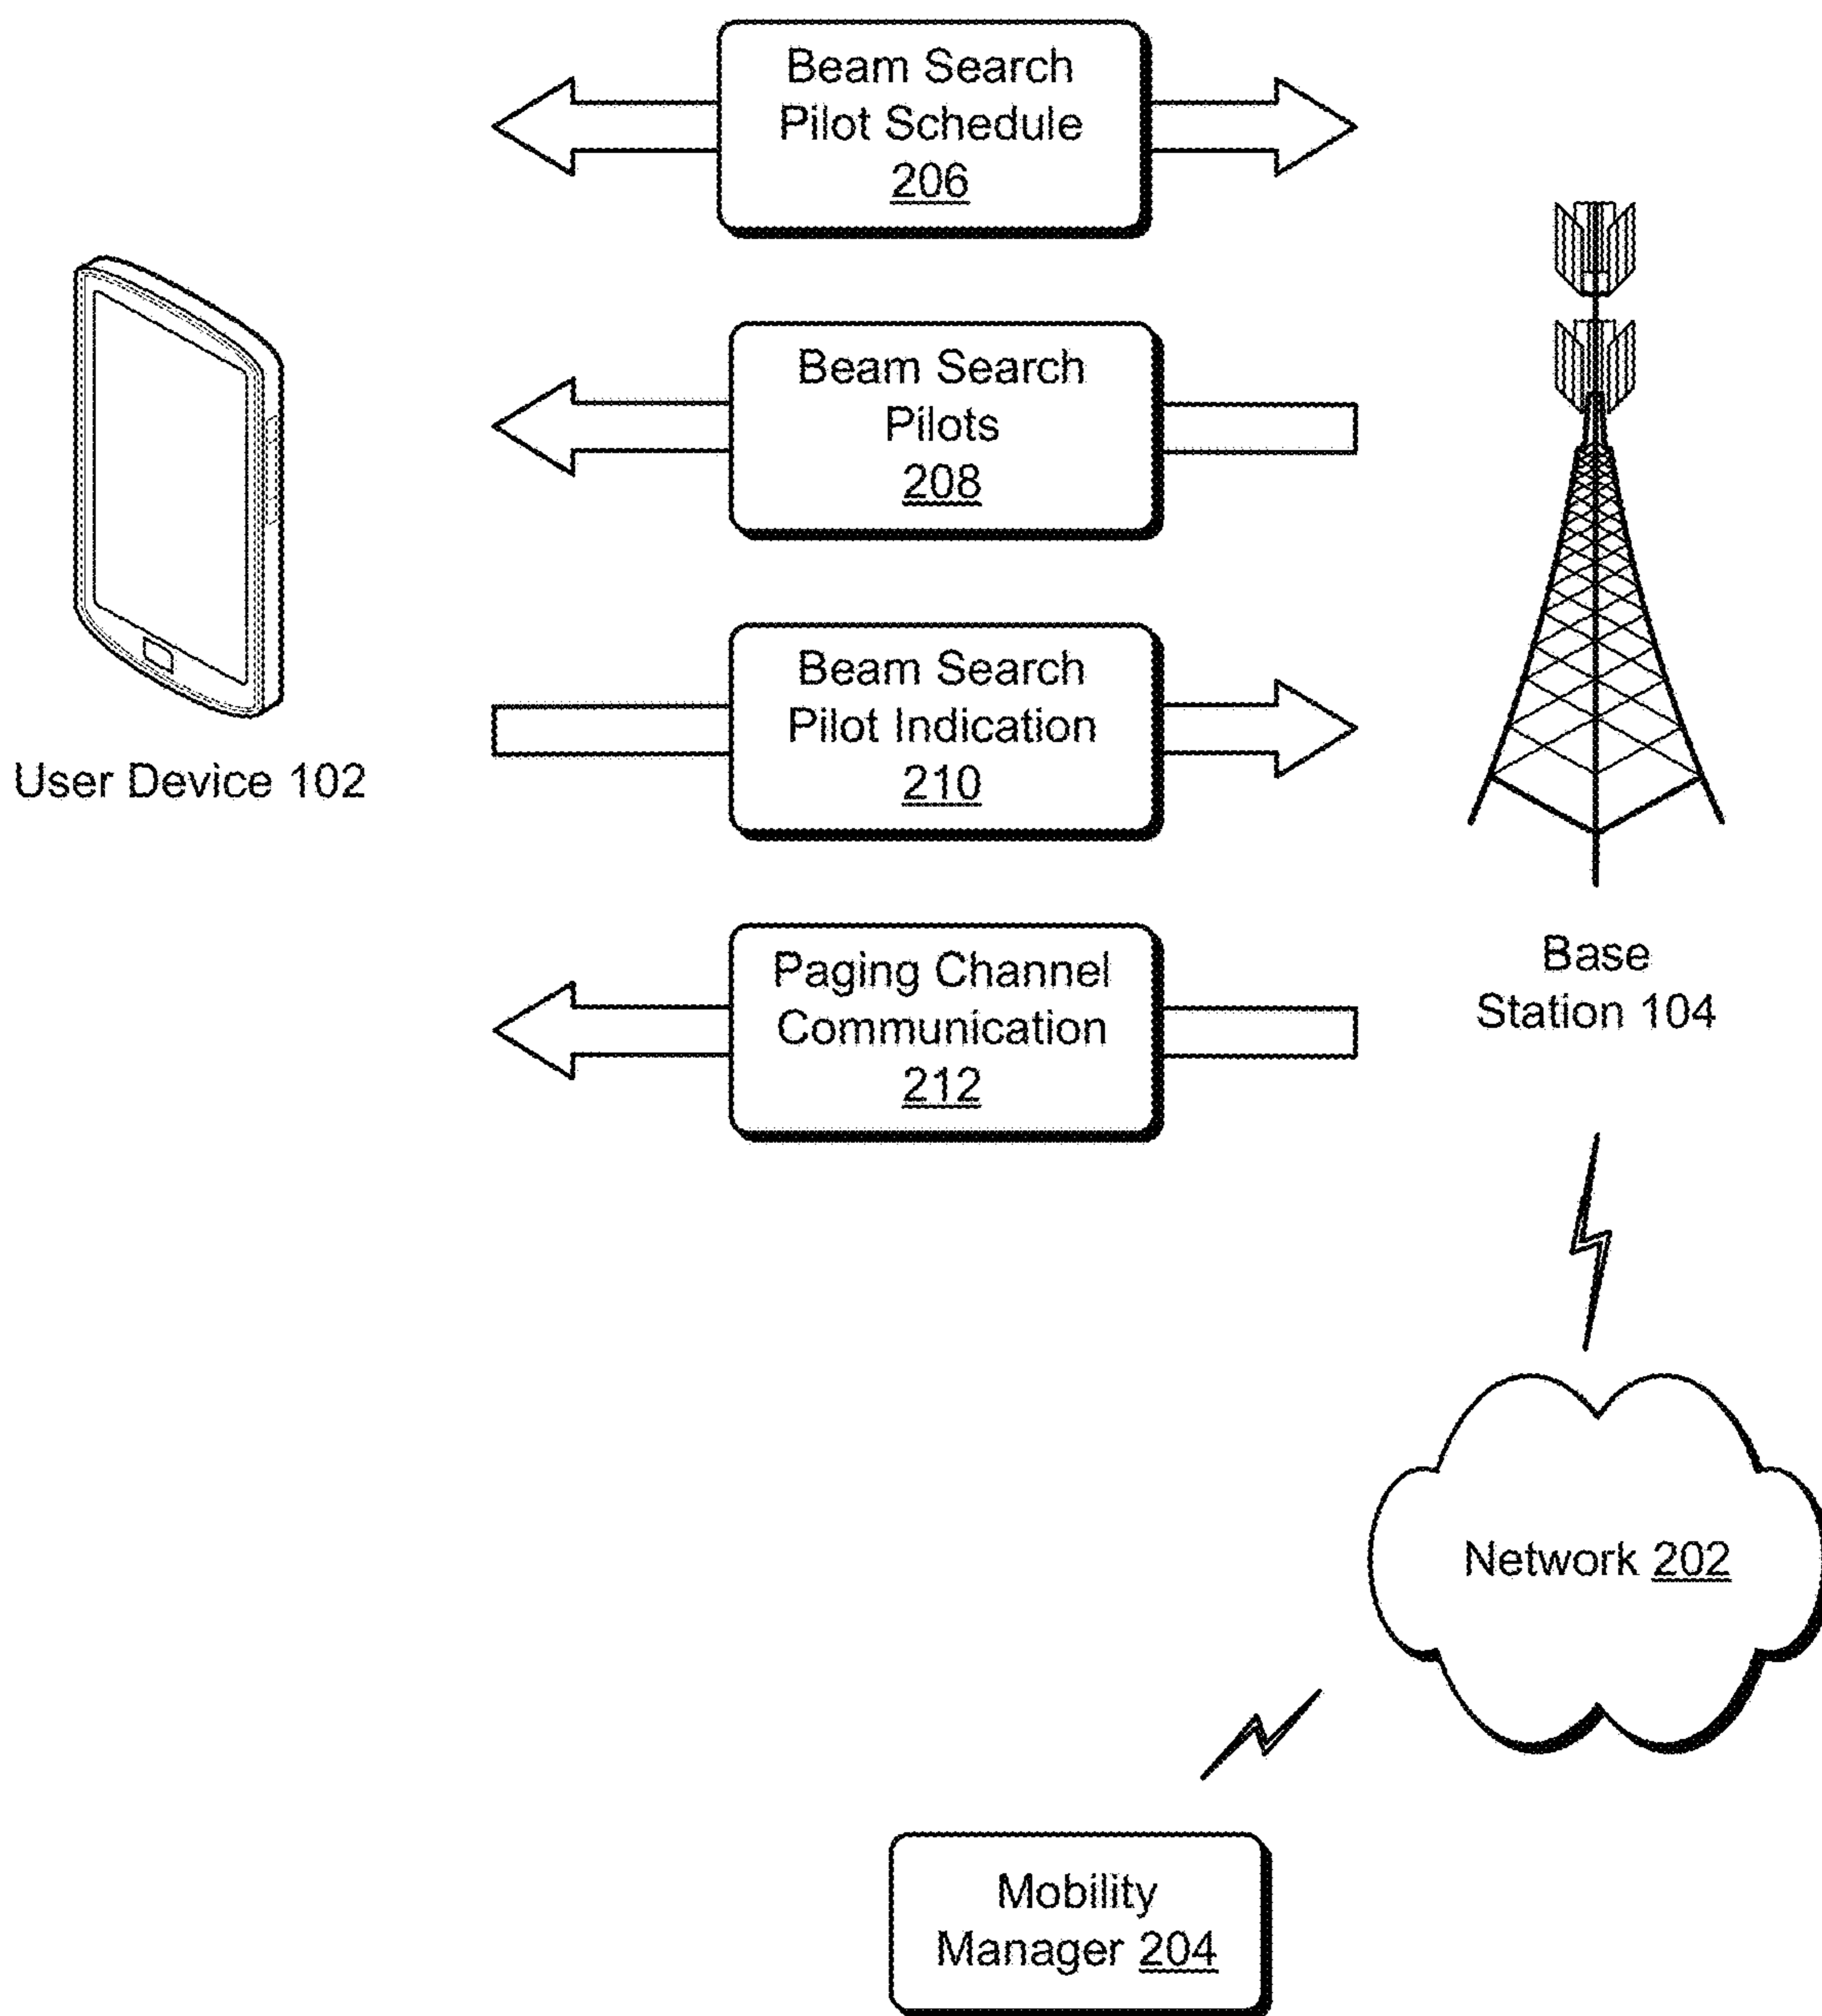 Beam Search
Pilot Schedule
206
Beam Search
Pilots
208
Beam Search
Pilot Indication
210
User Device 102
Paging Channel
Communication
212
Base
Station 104
Network 202
Mobility
Manager 204